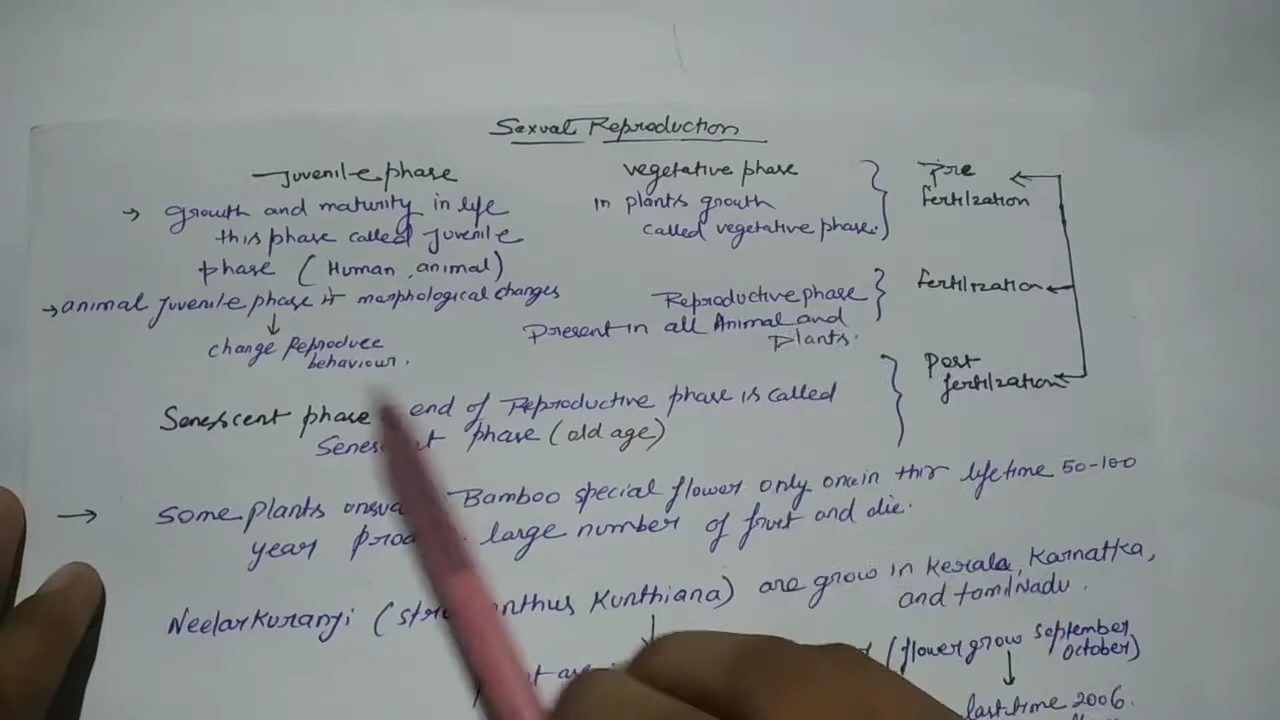 Sexual Reproduction
Juvenile phase
→ growth and maturity in life
this phase called Juvenile
phase (Human, animal)
→ animal Juvenile phase it morphological changes
↓
change Reproduce
behaviour.
vegetative phase
In plants growth
called vegetative phase.
Reproductive phase
Present in all Animal and
Plants.
Pre
fertilzation
fertilization
Post
fertilzation
Senescent phase end of Reproductive phase is called
phase (old age)
→ Some plants Bamboo special flower only once in thir lifetime 50-100
year large number of fruit and die.
Neelarkuranji ( Kunthiana) are grow in Kerala, Karnatka,
and tamilNadu.
(flower grow september
October)
↓
last time 2006.